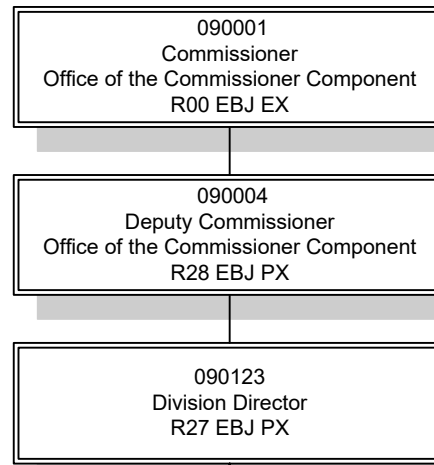 090001
Commissioner
Office of the Commissioner Component
R00 EBJ EX
090004
Deputy Commissioner
Office of the Commissioner Component
R28 EBJ PX
090123
Division Director
R27 EBJ PX